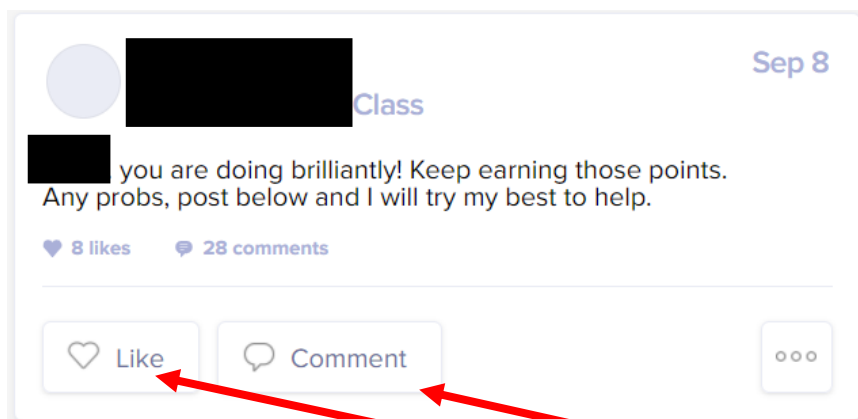 Sep 8
Class
, you are doing brilliantly! Keep earning those points.
Any probs, post below and I will try my best to help.
8 likes 28 comments
Like Comment